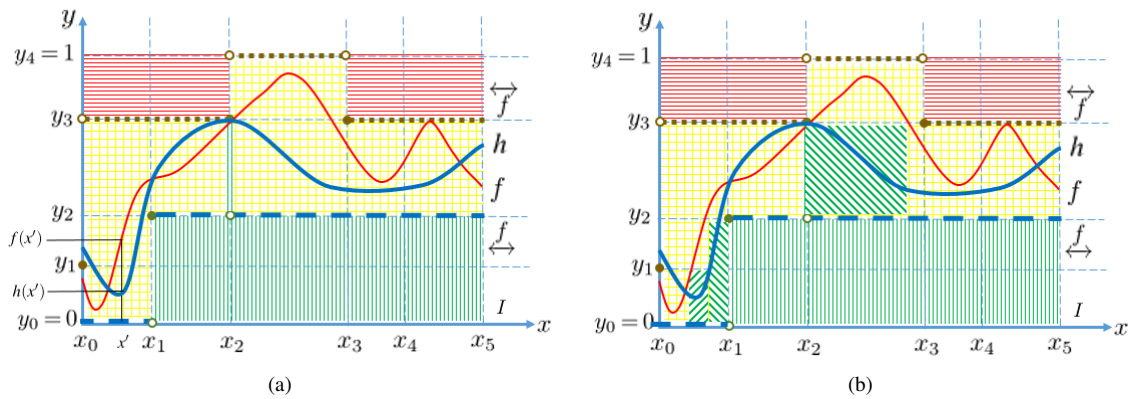 y
y₄ = 1
f
y₃
h
f
y₂
f
f(x′)
y₁
h(x′)
I
y₀ = 0
x
x₀ x′ x₁ x₂ x₃ x₄ x₅
(a)
y
y₄ = 1
f
y₃
h
f
y₂
f
y₁
I
y₀ = 0
x
x₀ x₁ x₂ x₃ x₄ x₅
(b)